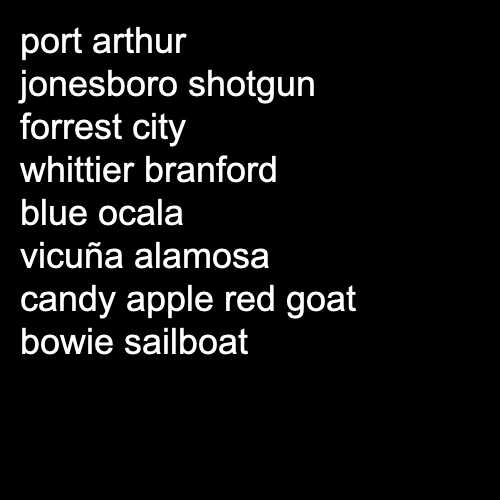 port arthur
jonesboro shotgun
forrest city
whittier branford
blue ocala
vicuña alamosa
candy apple red goat
bowie sailboat